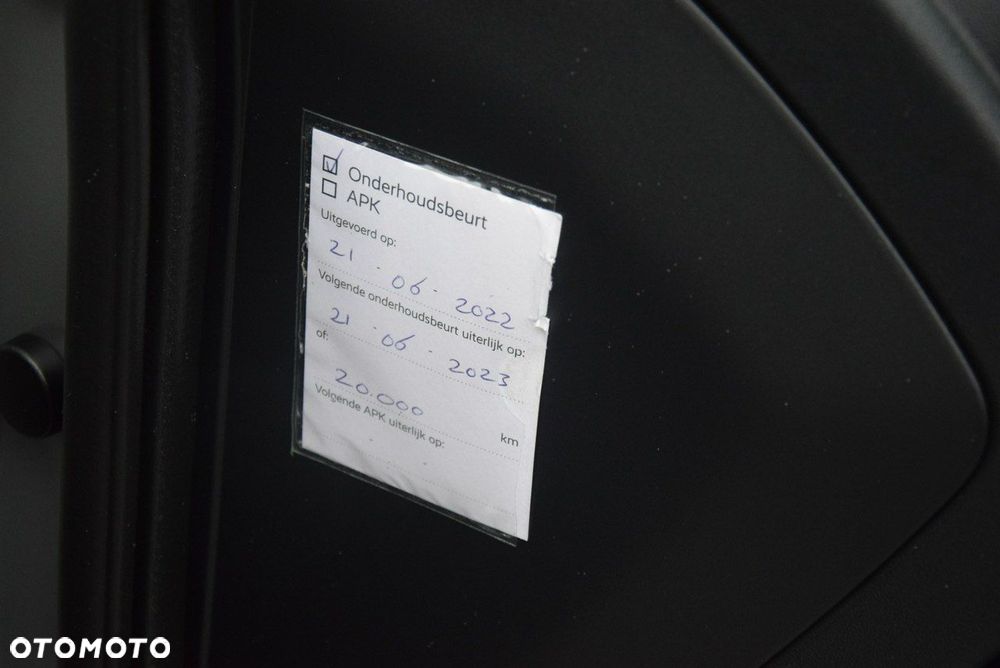 Onderhoudsbeurt
APK
Uitgevoerd op:
21 - 06 - 2022
Volgende onderhoudsbeurt uiterlijk op:
21 - 06 - 2023
of:
20.000 km
Volgende APK uiterlijk op:
OTOMOTO